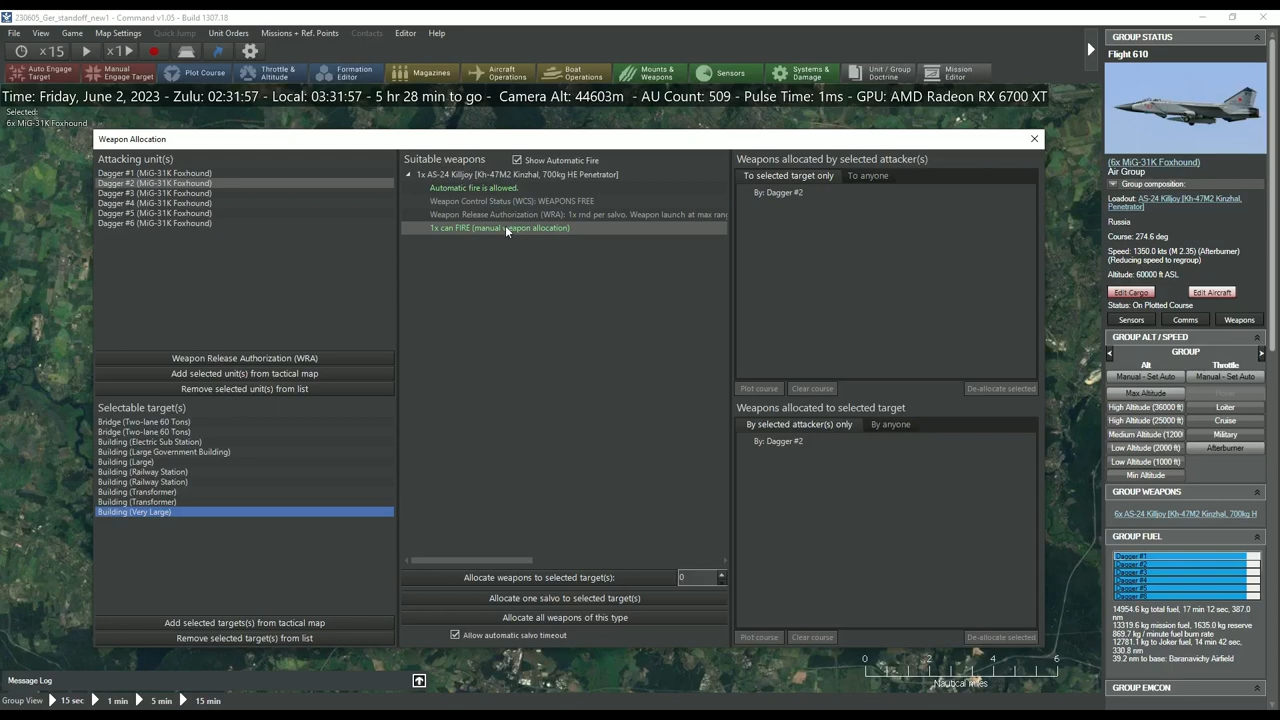 230605_Ger_standoff_new1 - Command v1.05 - Build 1307.18
File View Game Map Settings Quick Jump Unit Orders Missions + Ref. Points Contacts Editor Help
x15 x1
Auto Engage Target
Manual Engage Target
Plot Course
Throttle & Altitude
Formation Editor
Magazines
Aircraft Operations
Boat Operations
Mounts & Weapons
Sensors
Systems & Damage
Unit / Group Doctrine
Mission Editor
Time: Friday, June 2, 2023 - Zulu: 02:31:57 - Local: 03:31:57 - 5 hr 28 min to go - Camera Alt: 44603m - AU Count: 509 - Pulse Time: 1ms - GPU: AMD Radeon RX 6700 XT
Selected:
6x MiG-31K Foxhound
Weapon Allocation
Attacking unit(s)
Dagger #1 (MiG-31K Foxhound)
Dagger #2 (MiG-31K Foxhound)
Dagger #3 (MiG-31K Foxhound)
Dagger #4 (MiG-31K Foxhound)
Dagger #5 (MiG-31K Foxhound)
Dagger #6 (MiG-31K Foxhound)
Weapon Release Authorization (WRA)
Add selected unit(s) from tactical map
Remove selected unit(s) from list
Selectable target(s)
Bridge (Two-lane 60 Tons)
Bridge (Two-lane 60 Tons)
Building (Electric Sub Station)
Building (Large Government Building)
Building (Large)
Building (Railway Station)
Building (Railway Station)
Building (Transformer)
Building (Transformer)
Building (Very Large)
Add selected targets(s) from tactical map
Remove selected target(s) from list
Suitable weapons
Show Automatic Fire
1x AS-24 Killjoy [Kh-47M2 Kinzhal, 700kg HE Penetrator]
Automatic fire is allowed.
Weapon Control Status (WCS): WEAPONS FREE
Weapon Release Authorization (WRA): 1x rnd per salvo. Weapon launch at max rang
1x can FIRE (manual weapon allocation)
Allocate weapons to selected target(s): 0
Allocate one salvo to selected target(s)
Allocate all weapons of this type
Allow automatic salvo timeout
Weapons allocated by selected attacker(s)
To selected target only To anyone
By: Dagger #2
Plot course Clear course De-allocate selected
Weapons allocated to selected target
By selected attacker(s) only By anyone
By: Dagger #2
Plot course Clear course De-allocate selected
0 2 4 6
Nautical miles
Message Log
Group View 15 sec 1 min 5 min 15 min
GROUP STATUS
Flight 610
(6x MiG-31K Foxhound)
Air Group
Group composition:
Loadout: AS-24 Killjoy [Kh-47M2 Kinzhal, 700kg HE Penetrator]
Russia
Course: 274.6 deg
Speed: 1350.0 kts (M 2.35) (Afterburner)
(Reducing speed to regroup)
Altitude: 60000 ft ASL
Edit Cargo Edit Aircraft
Status: On Plotted Course
Sensors Comms Weapons
GROUP ALT / SPEED
GROUP
Alt Throttle
Manual - Set Auto Manual - Set Auto
Max Altitude
High Altitude (36000 ft) Loiter
High Altitude (25000 ft) Cruise
Medium Altitude (1200 Military
Low Altitude (2000 ft) Afterburner
Low Altitude (1000 ft)
Min Altitude
GROUP WEAPONS
6x AS-24 Killjoy [Kh-47M2 Kinzhal, 700kg H
GROUP FUEL
Dagger #1
Dagger #2
Dagger #3
Dagger #4
Dagger #5
Dagger #6
14954.6 kg total fuel, 17 min 12 sec, 387.0
nm
13319.6 kg mission fuel, 1635.0 kg reserve
869.7 kg / minute fuel burn rate
12781.1 kg to Joker fuel, 14 min 42 sec,
330.8 nm
39.2 nm to base: Baranavichy Airfield
GROUP EMCON